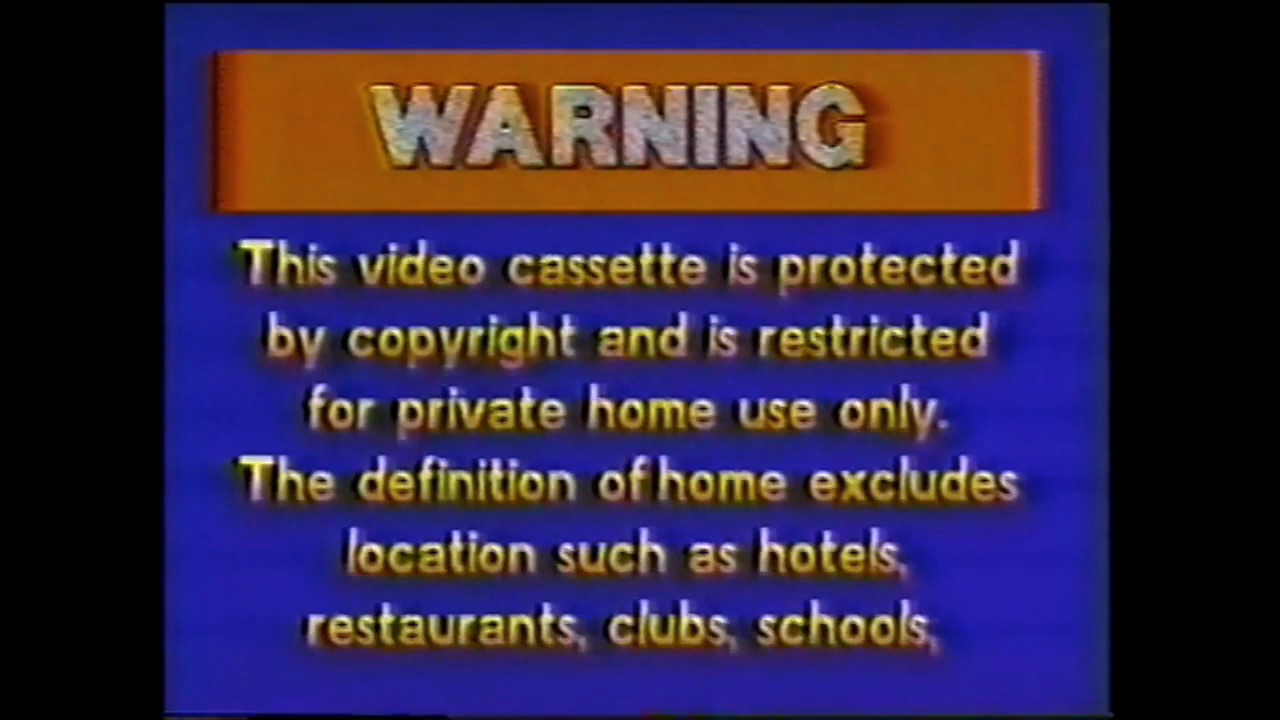 WARNING
This video cassette is protected
by copyright and is restricted
for private home use only.
The definition of home excludes
location such as hotels,
restaurants, clubs, schools,